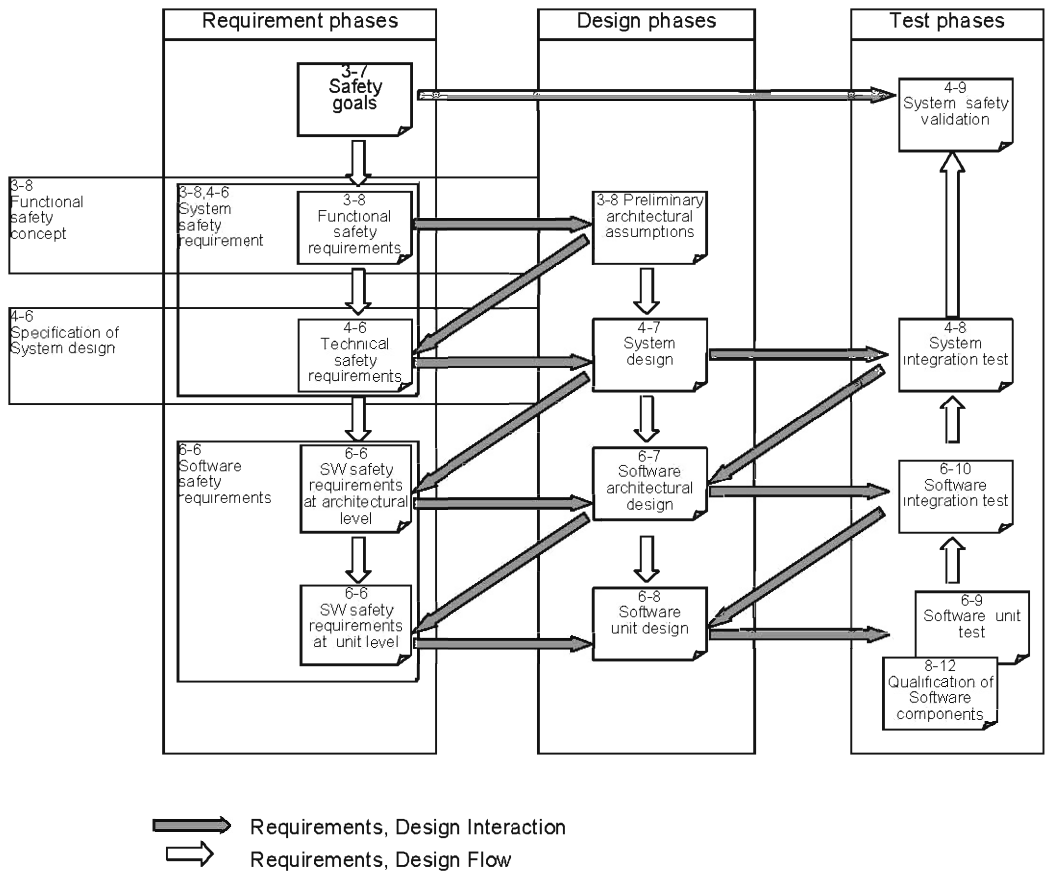 Requirement phases
Design phases
Test phases
3-7
Safety
goals
4-9
System safety
validation
3-8
Functional
safety
concept
3-8,4-6
System
safety
requirement
3-8
Functional
safety
requirements
3-8 Preliminary
architectural
assumptions
4-6
Specification of
System design
4-6
Technical
safety
requirements
4-7
System
design
4-8
System
integration test
6-6
Software
safety
requirements
6-6
SW safety
requirements
at architectural
level
6-7
Software
architectural
design
6-10
Software
integration test
6-6
SW safety
requirements
at unit level
6-8
Software
unit design
6-9
Software unit
test
8-12
Qualification of
Software
components
Requirements, Design Interaction
Requirements, Design Flow